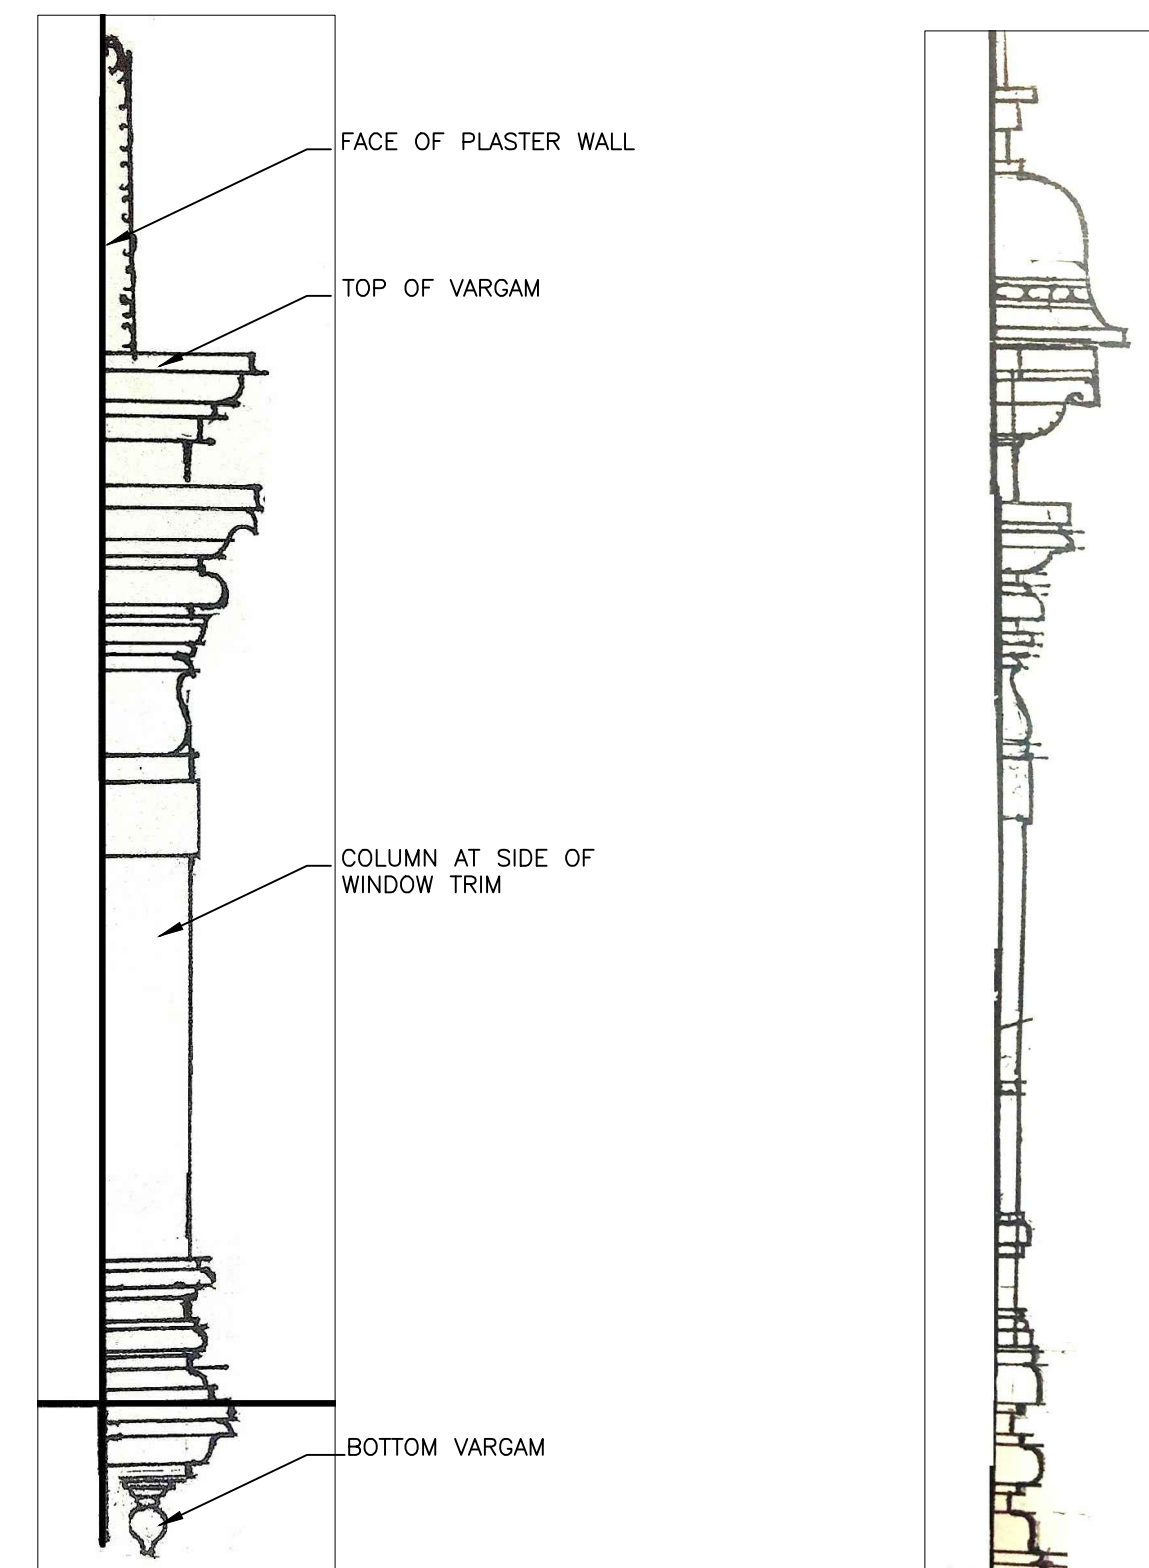 FACE OF PLASTER WALL
TOP OF VARGAM
COLUMN AT SIDE OF
WINDOW TRIM
BOTTOM VARGAM